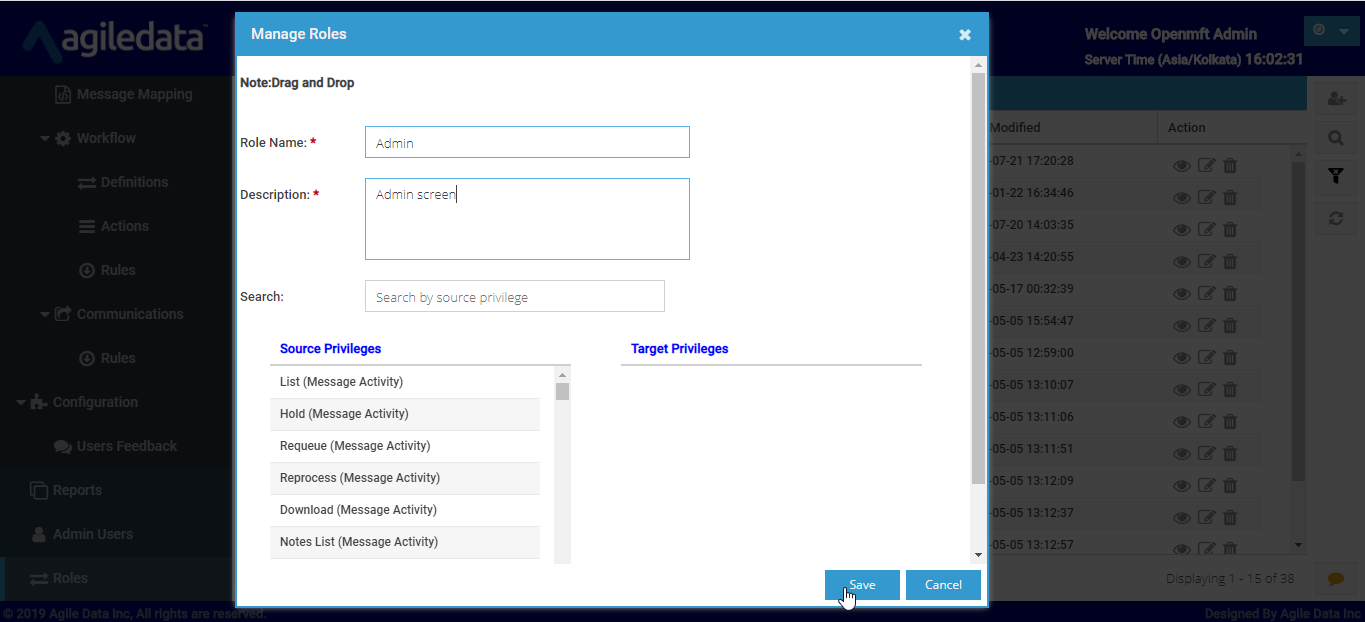 agiledata
Manage Roles
Welcome Openmft Admin
Server Time (Asia/Kolkata) 16:02:31
Message Mapping
Workflow
Definitions
Actions
Rules
Communications
Rules
Configuration
Users Feedback
Reports
Admin Users
Roles
Note:Drag and Drop
Role Name: *
Admin
Description: *
Admin screen
Search:
Search by source privilege
Source Privileges
Target Privileges
List (Message Activity)
Hold (Message Activity)
Requeue (Message Activity)
Reprocess (Message Activity)
Download (Message Activity)
Notes List (Message Activity)
Save
Cancel
Modified
Action
-07-21 17:20:28
-01-22 16:34:46
-07-20 14:03:35
-04-23 14:20:55
-05-17 00:32:39
-05-05 15:54:47
-05-05 12:59:00
-05-05 13:10:07
-05-05 13:11:06
-05-05 13:11:51
-05-05 13:12:09
-05-05 13:12:37
-05-05 13:12:57
Displaying 1 - 15 of 38
© 2019 Agile Data Inc, All rights are reserved.
Designed By Agile Data Inc